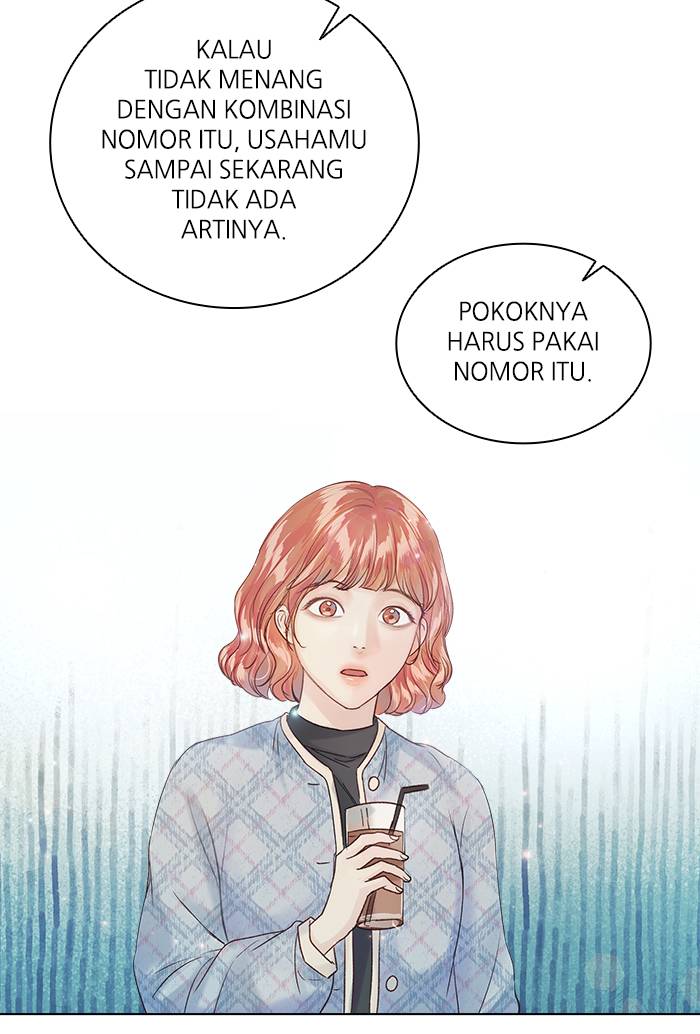 KALAU
TIDAK MENANG
DENGAN KOMBINASI
NOMOR ITU, USAHAMU
SAMPAI SEKARANG
TIDAK ADA
ARTINYA.
POKOKNYA
HARUS PAKAI
NOMOR ITU.